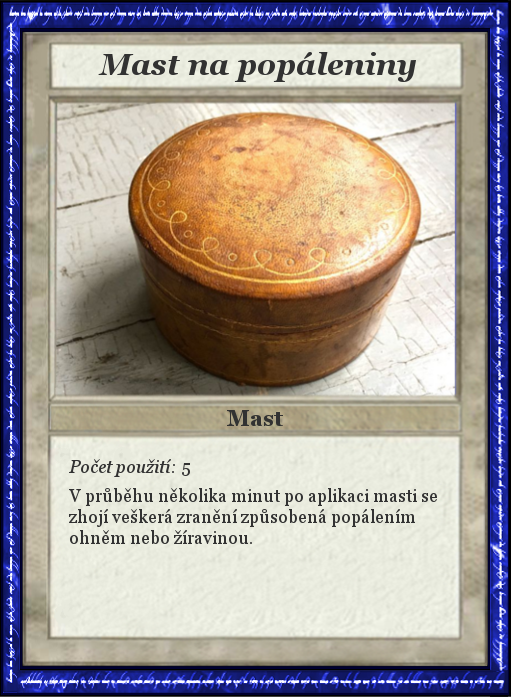 Mast na popáleniny
Mast
Počet použití: 5
V průběhu několika minut po aplikaci masti se
zhojí veškerá zranění způsobená popálením
ohněm nebo žíravinou.